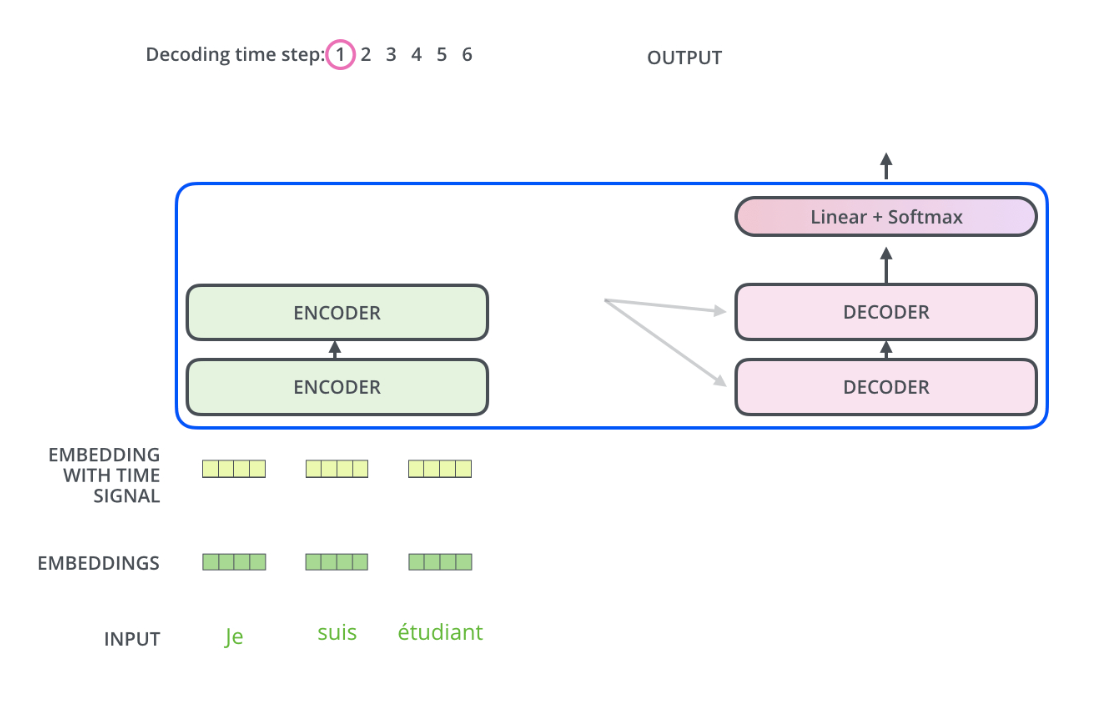 Decoding time step: 1 2 3 4 5 6
OUTPUT
Linear + Softmax
ENCODER
DECODER
ENCODER
DECODER
EMBEDDING
WITH TIME
SIGNAL
EMBEDDINGS
INPUT
Je
suis
étudiant